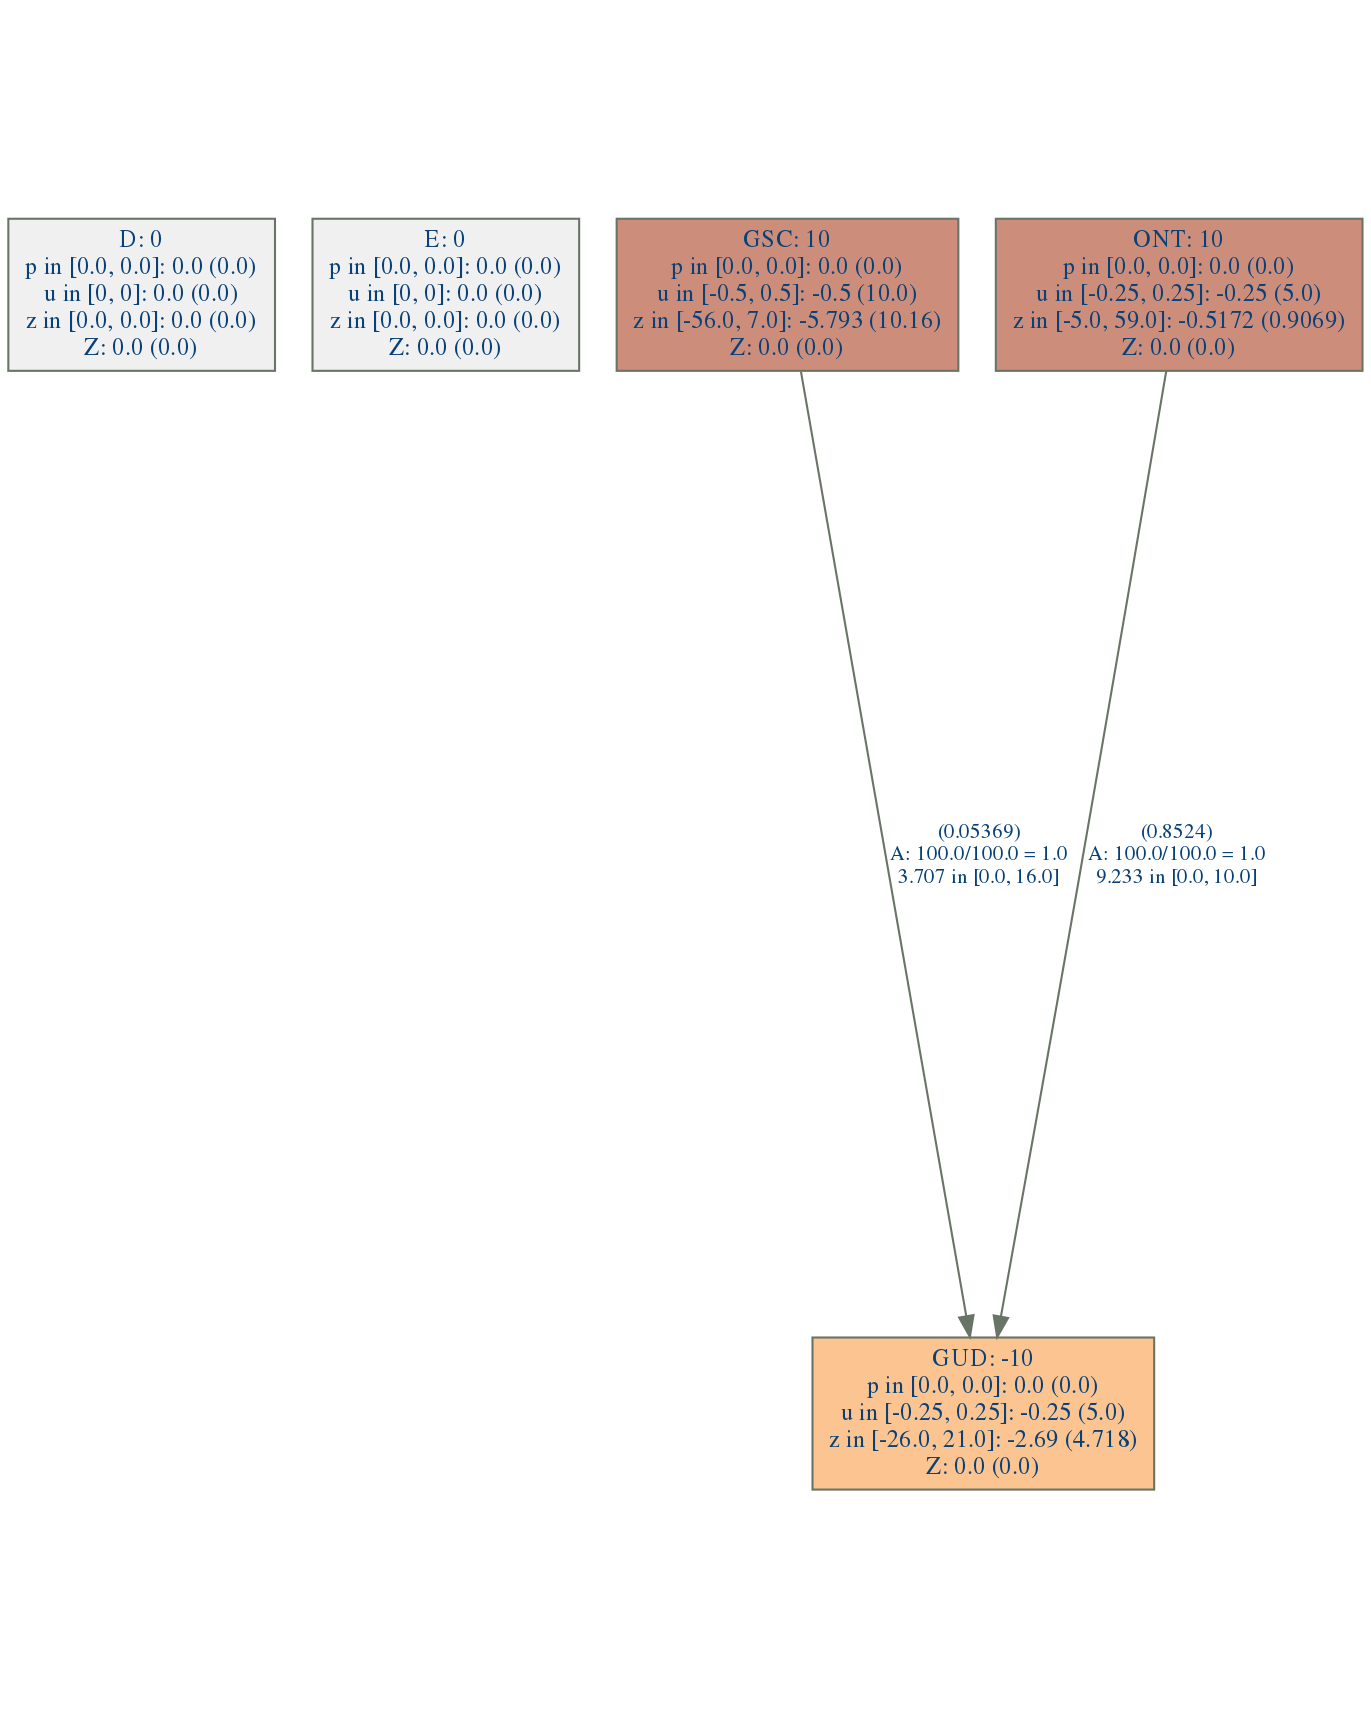 D: 0
p in [0.0, 0.0]: 0.0 (0.0)
u in [0, 0]: 0.0 (0.0)
z in [0.0, 0.0]: 0.0 (0.0)
Z: 0.0 (0.0)
E: 0
p in [0.0, 0.0]: 0.0 (0.0)
u in [0, 0]: 0.0 (0.0)
z in [0.0, 0.0]: 0.0 (0.0)
Z: 0.0 (0.0)
GSC: 10
p in [0.0, 0.0]: 0.0 (0.0)
u in [-0.5, 0.5]: -0.5 (10.0)
z in [-56.0, 7.0]: -5.793 (10.16)
Z: 0.0 (0.0)
ONT: 10
p in [0.0, 0.0]: 0.0 (0.0)
u in [-0.25, 0.25]: -0.25 (5.0)
z in [-5.0, 59.0]: -0.5172 (0.9069)
Z: 0.0 (0.0)
(0.05369)
A: 100.0/100.0 = 1.0
3.707 in [0.0, 16.0]
(0.8524)
A: 100.0/100.0 = 1.0
9.233 in [0.0, 10.0]
GUD: -10
p in [0.0, 0.0]: 0.0 (0.0)
u in [-0.25, 0.25]: -0.25 (5.0)
z in [-26.0, 21.0]: -2.69 (4.718)
Z: 0.0 (0.0)